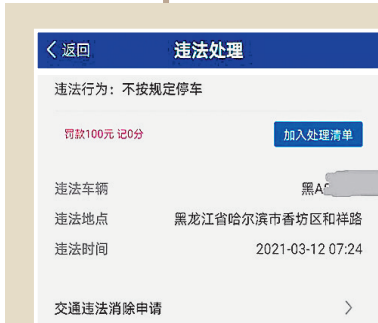 返回 违法处理
违法行为：不按规定停车
罚款100元 记0分 加入处理清单
违法车辆 黑A
违法地点 黑龙江省哈尔滨市香坊区和祥路
违法时间 2021-03-12 07:24
交通违法消除申请